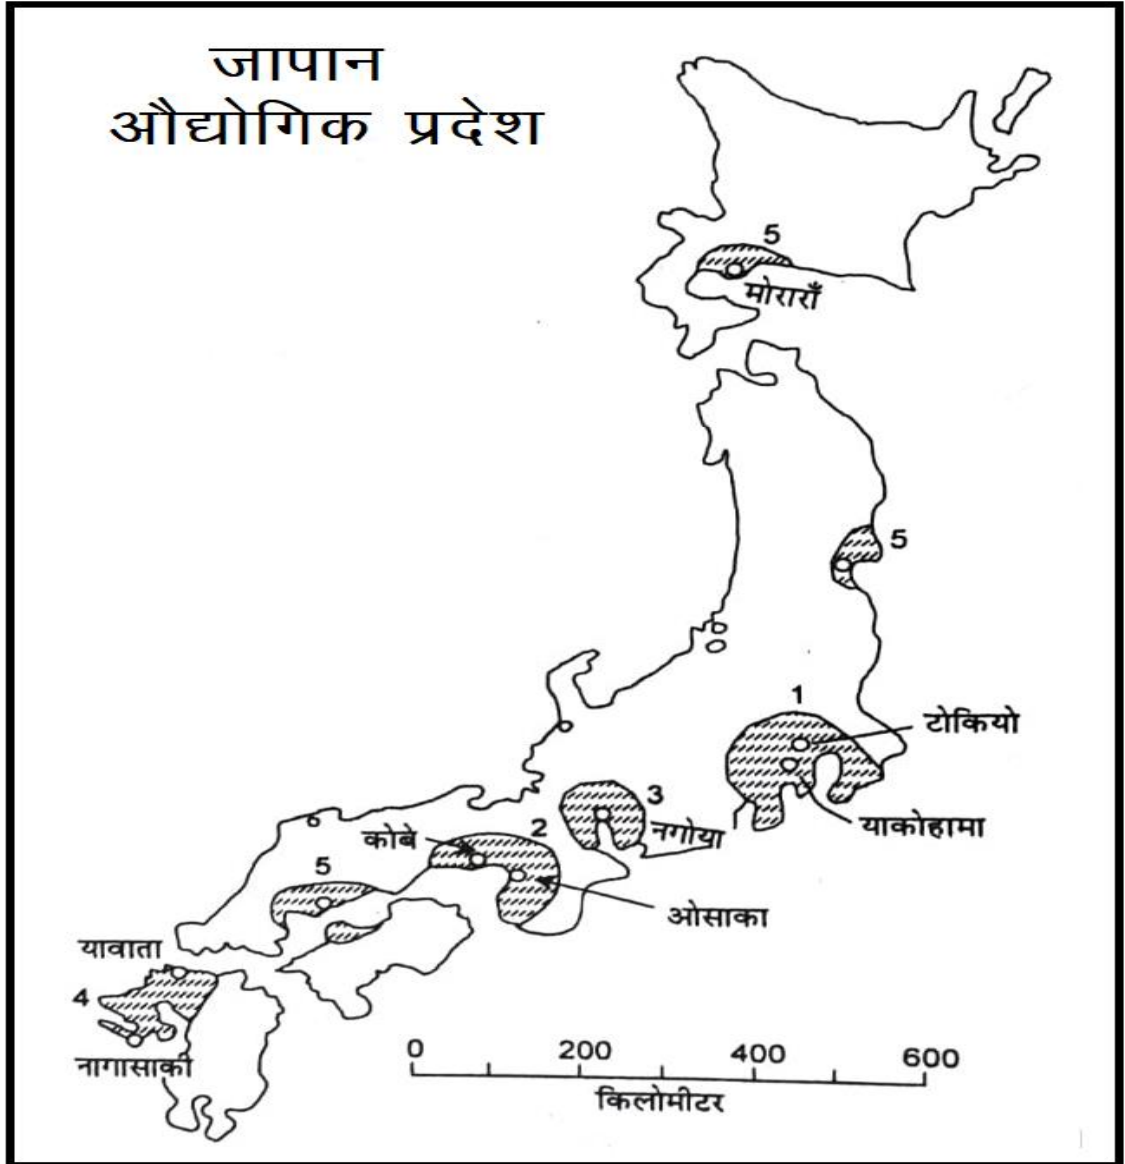 जापान
औद्योगिक प्रदेश
5
मोराराँ
5
1
टोकियो
3
नगोया
याकोहामा
2
कोबे
5
ओसाका
यावाता
4
नागासाकी
0 200 400 600
किलोमीटर